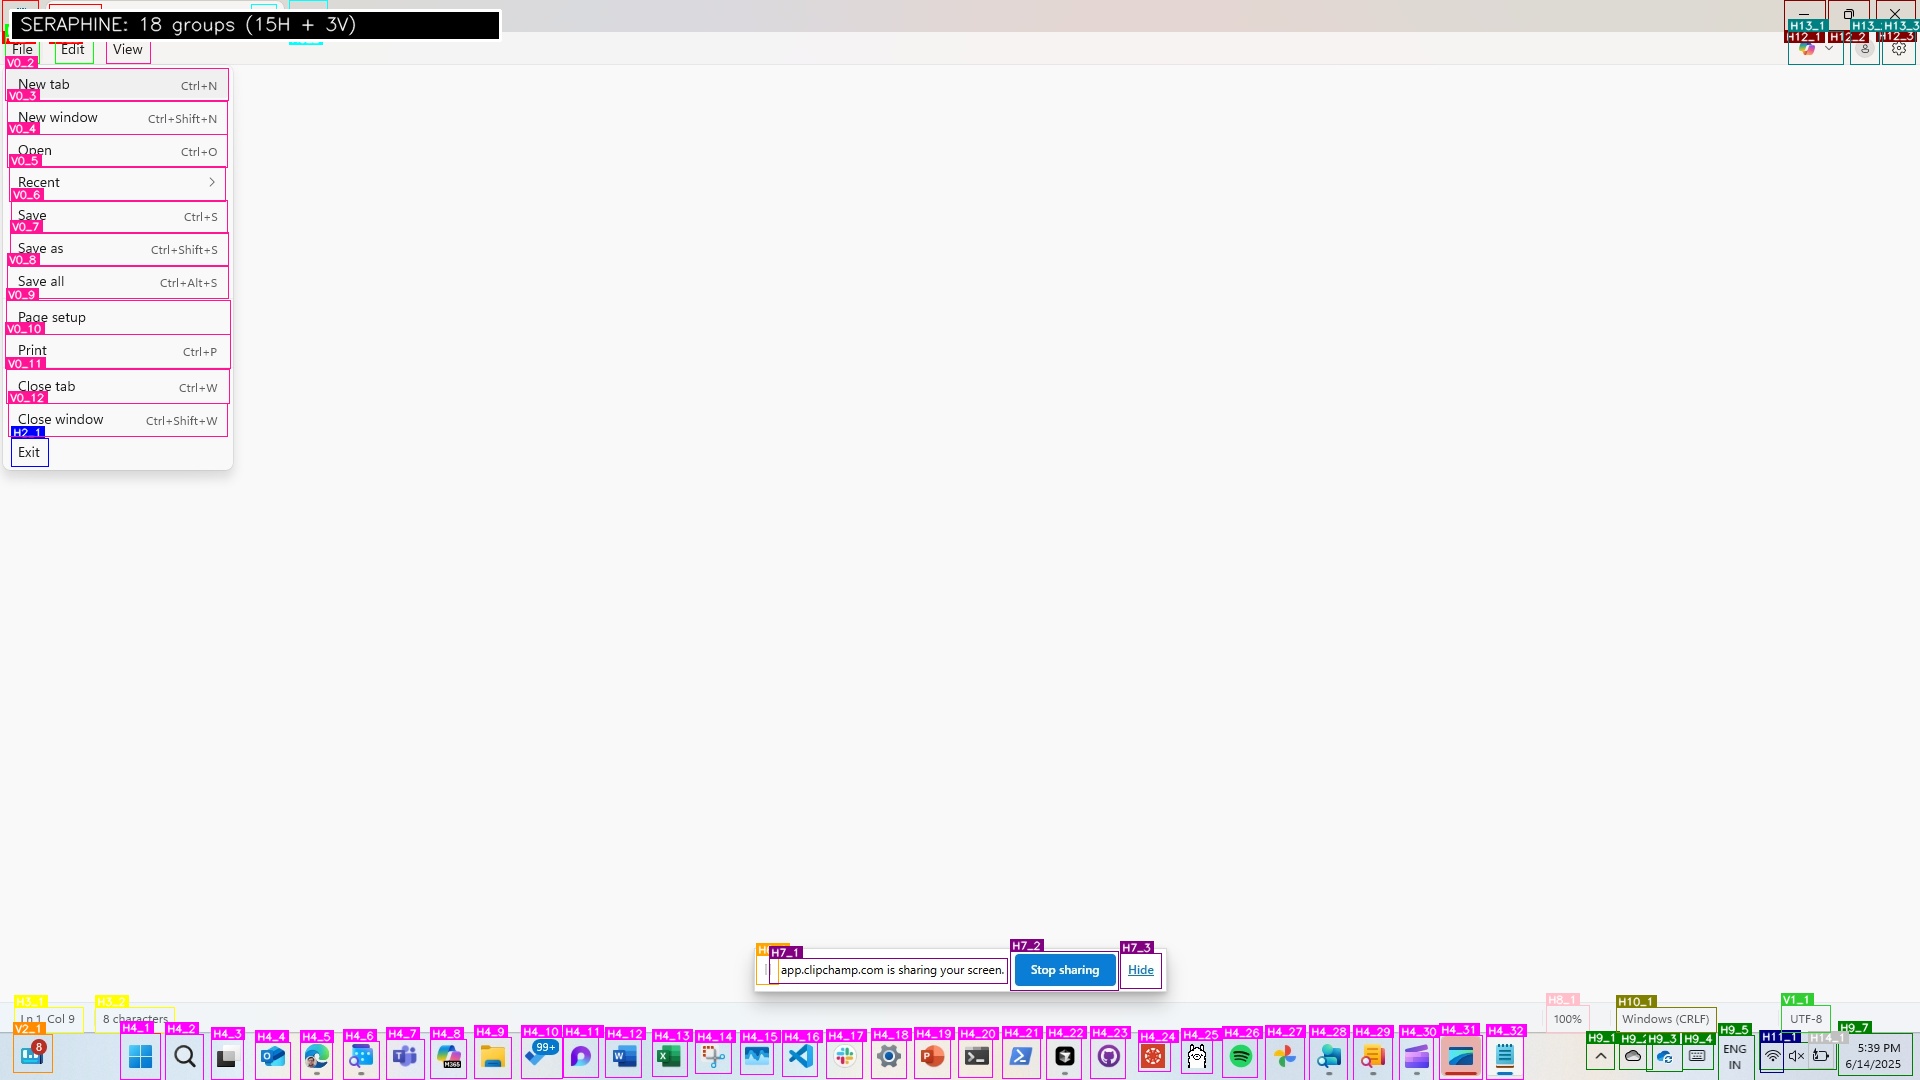 SERAPHINE: 18 groups (15H + 3V)
H13_1
H13_3
H12_1
H12_2
H12_3
File Edit View
V0_2
New tab Ctrl+N
V0_3
New window Ctrl+Shift+N
V0_4
Open Ctrl+O
V0_5
Recent
V0_6
Save Ctrl+S
V0_7
Save as Ctrl+Shift+S
V0_8
Save all Ctrl+Alt+S
V0_9
Page setup
V0_10
Print Ctrl+P
V0_11
Close tab Ctrl+W
V0_12
Close window Ctrl+Shift+W
H2_1
Exit
H7_1 H7_2 H7_3
app.clipchamp.com is sharing your screen. Stop sharing Hide
H3_1 H3_2 H8_1 H10_1 V1_1
Ln 1, Col 9 8 characters 100% Windows (CRLF) UTF-8
V2_1 H4_1 H4_2 H4_3 H4_4 H4_5 H4_6 H4_7 H4_8 H4_9 H4_10 H4_11 H4_12 H4_13 H4_14 H4_15 H4_16 H4_17 H4_18 H4_19 H4_20 H4_21 H4_22 H4_23 H4_24 H4_25 H4_26 H4_27 H4_28 H4_29 H4_30 H4_31 H4_32 H9_1 H9_3 H9_4 H9_5 H11_1 H14_1 H9_7
8
99+
M365
ENG
IN
5:39 PM
6/14/2025